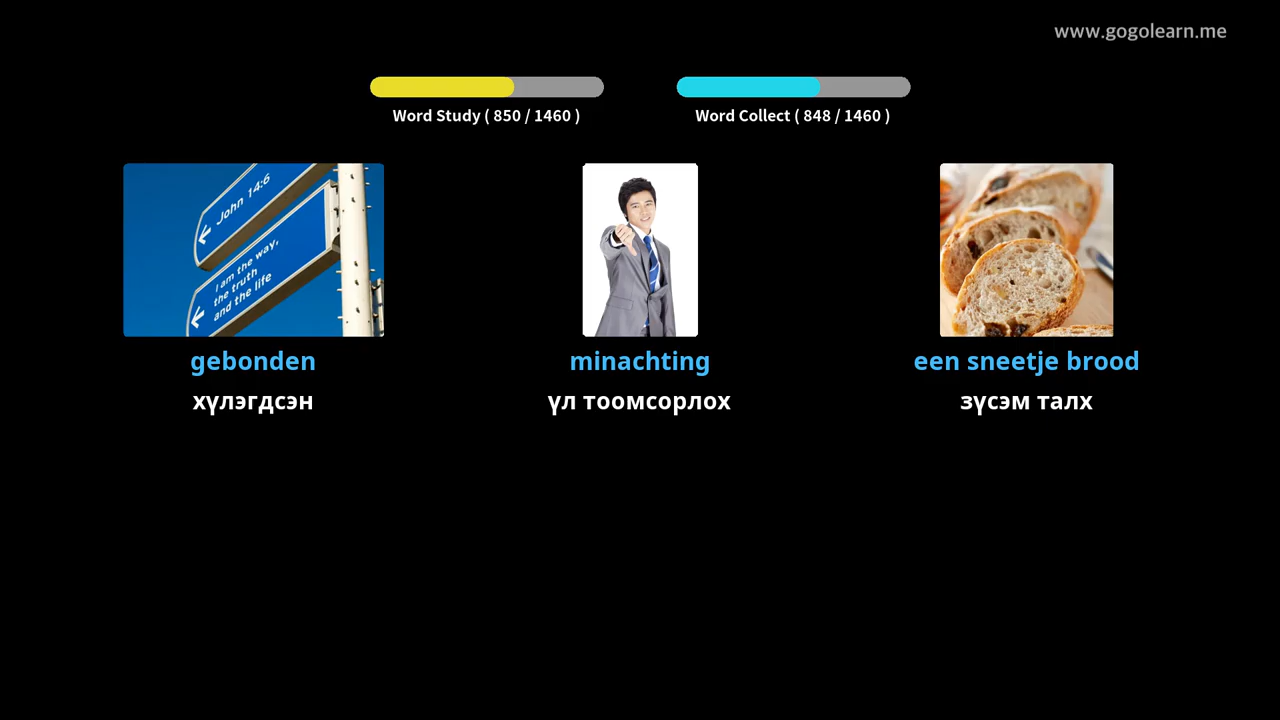 www.gogolearn.me
Word Study ( 850 / 1460 )
Word Collect ( 848 / 1460 )
John 14:6
I am the way,
the truth
and the life
gebonden
minachting
een sneetje brood
хүлэгдсэн
үл тоомсорлох
зүсэм талх